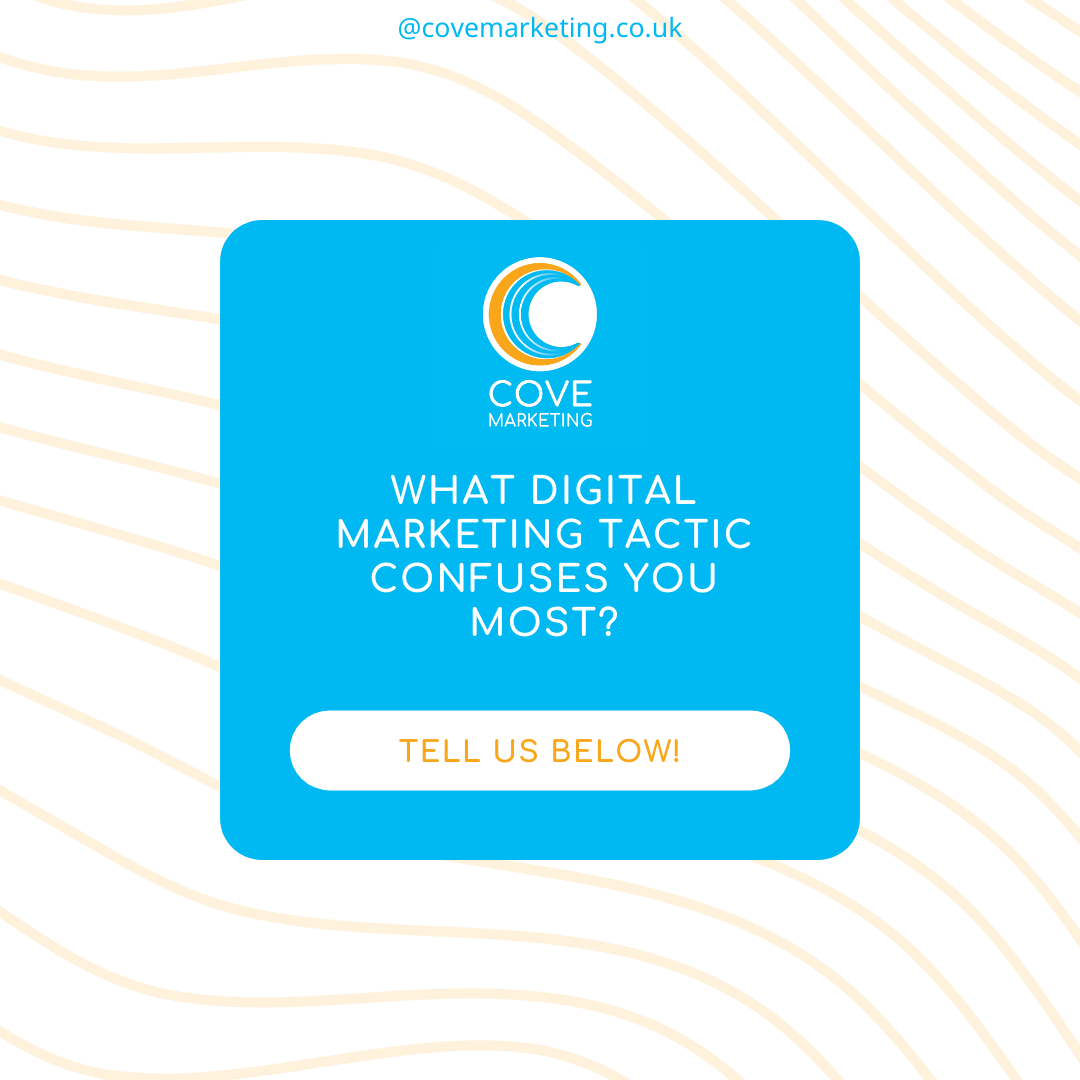 @covemarketing.co.uk
COVE
MARKETING
WHAT DIGITAL
MARKETING TACTIC
CONFUSES YOU
MOST?
TELL US BELOW!